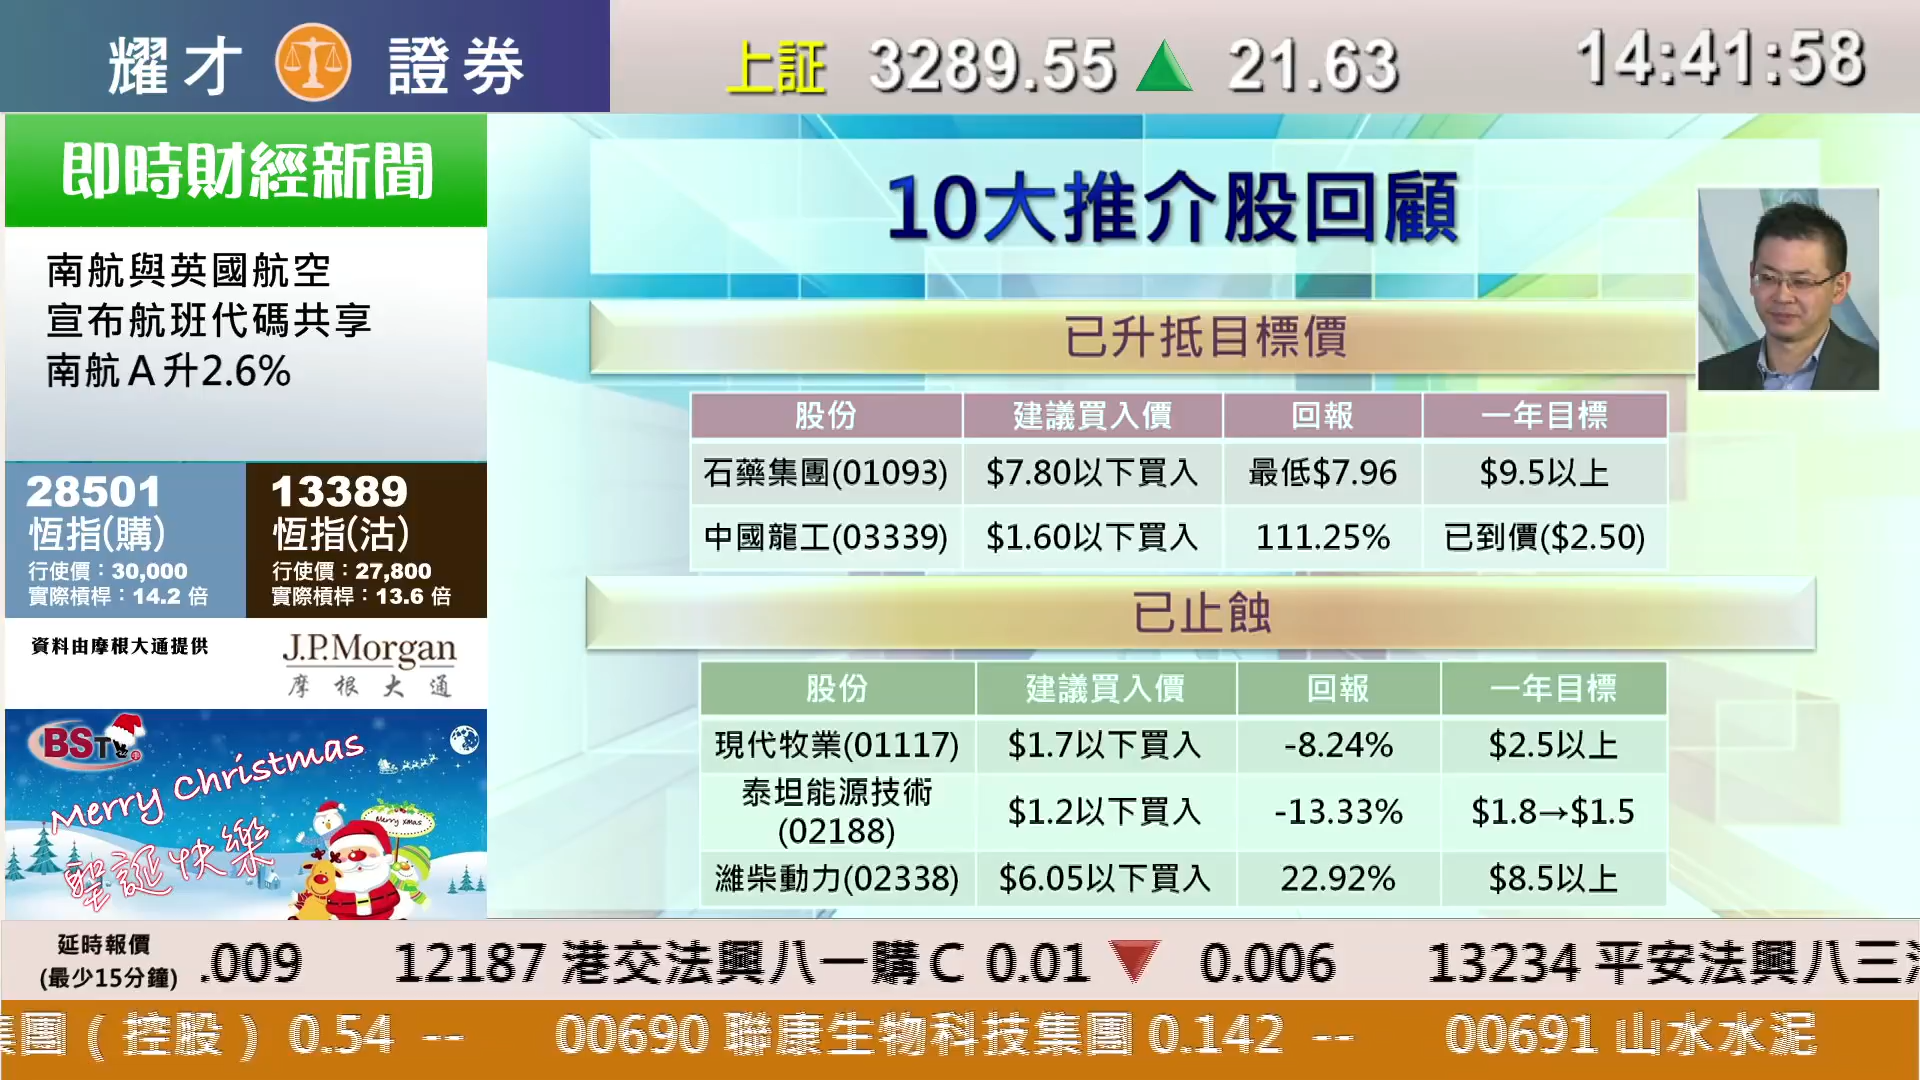 耀才 證券
上証 3289.55 ▲ 21.63
14:41:58
即時財經新聞
南航與英國航空
宣布航班代碼共享
南航A升2.6%
28501
恆指(購)
行使價：30,000
實際槓桿：14.2 倍
13389
恆指(沽)
行使價：27,800
實際槓桿：13.6 倍
資料由摩根大通提供
J.P.Morgan
摩根大通
BSTV
Merry Christmas
Merry Xmas
聖誕快樂
10大推介股回顧
已升抵目標價
股份 建議買入價 回報 一年目標
石藥集團(01093) $7.80以下買入 最低$7.96 $9.5以上
中國龍工(03339) $1.60以下買入 111.25% 已到價($2.50)
已止蝕
股份 建議買入價 回報 一年目標
現代牧業(01117) $1.7以下買入 -8.24% $2.5以上
泰坦能源技術
(02188) $1.2以下買入 -13.33% $1.8→$1.5
濰柴動力(02338) $6.05以下買入 22.92% $8.5以上
延時報價
(最少15分鐘)
.009 12187 港交法興八一購C 0.01 ▼ 0.006 13234 平安法興八三
集團（控股）0.54 -- 00690 聯康生物科技集團 0.142 -- 00691 山水水泥